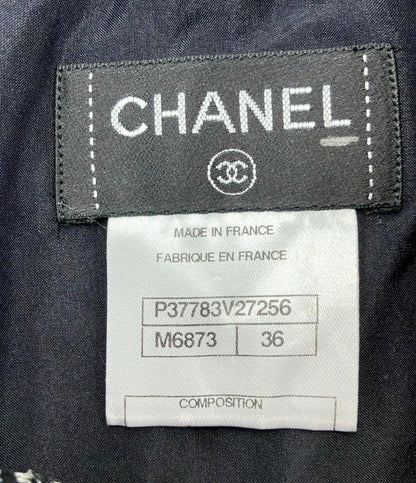 CHANEL
MADE IN FRANCE
FABRIQUE EN FRANCE
P37783V27256
M6873 36
COMPOSITION